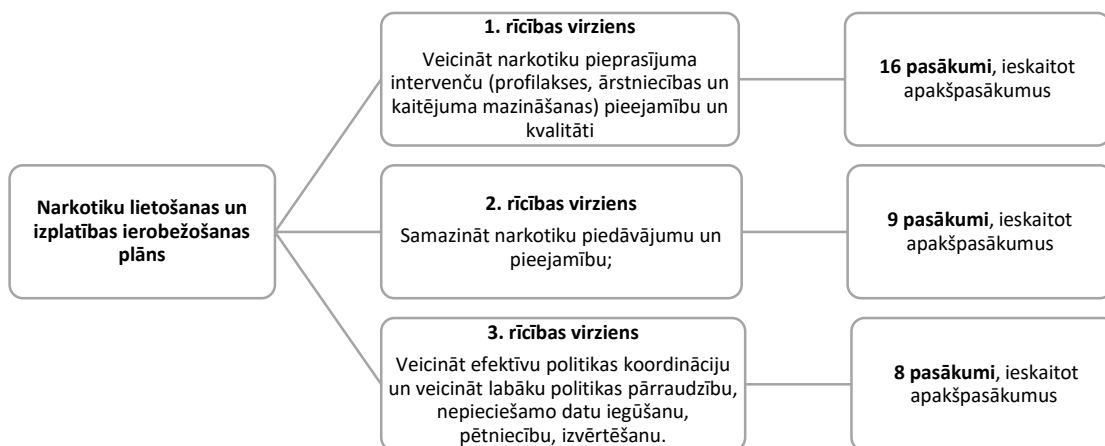 1. rīcības virziens
Veicināt narkotiku pieprasījuma
intervenču (profilakses, ārstniecības un
kaitējuma mazināšanas) pieejamību un
kvalitāti
16 pasākumi, ieskaitot
apakšpasākumus
Narkotiku lietošanas un
izplatības ierobežošanas
plāns
2. rīcības virziens
Samazināt narkotiku piedāvājumu un
pieejamību;
9 pasākumi, ieskaitot
apakšpasākumus
3. rīcības virziens
Veicināt efektīvu politikas koordināciju
un veicināt labāku politikas pārraudzību,
nepieciešamo datu iegūšanu,
pētniecību, izvērtēšanu.
8 pasākumi, ieskaitot
apakšpasākumus